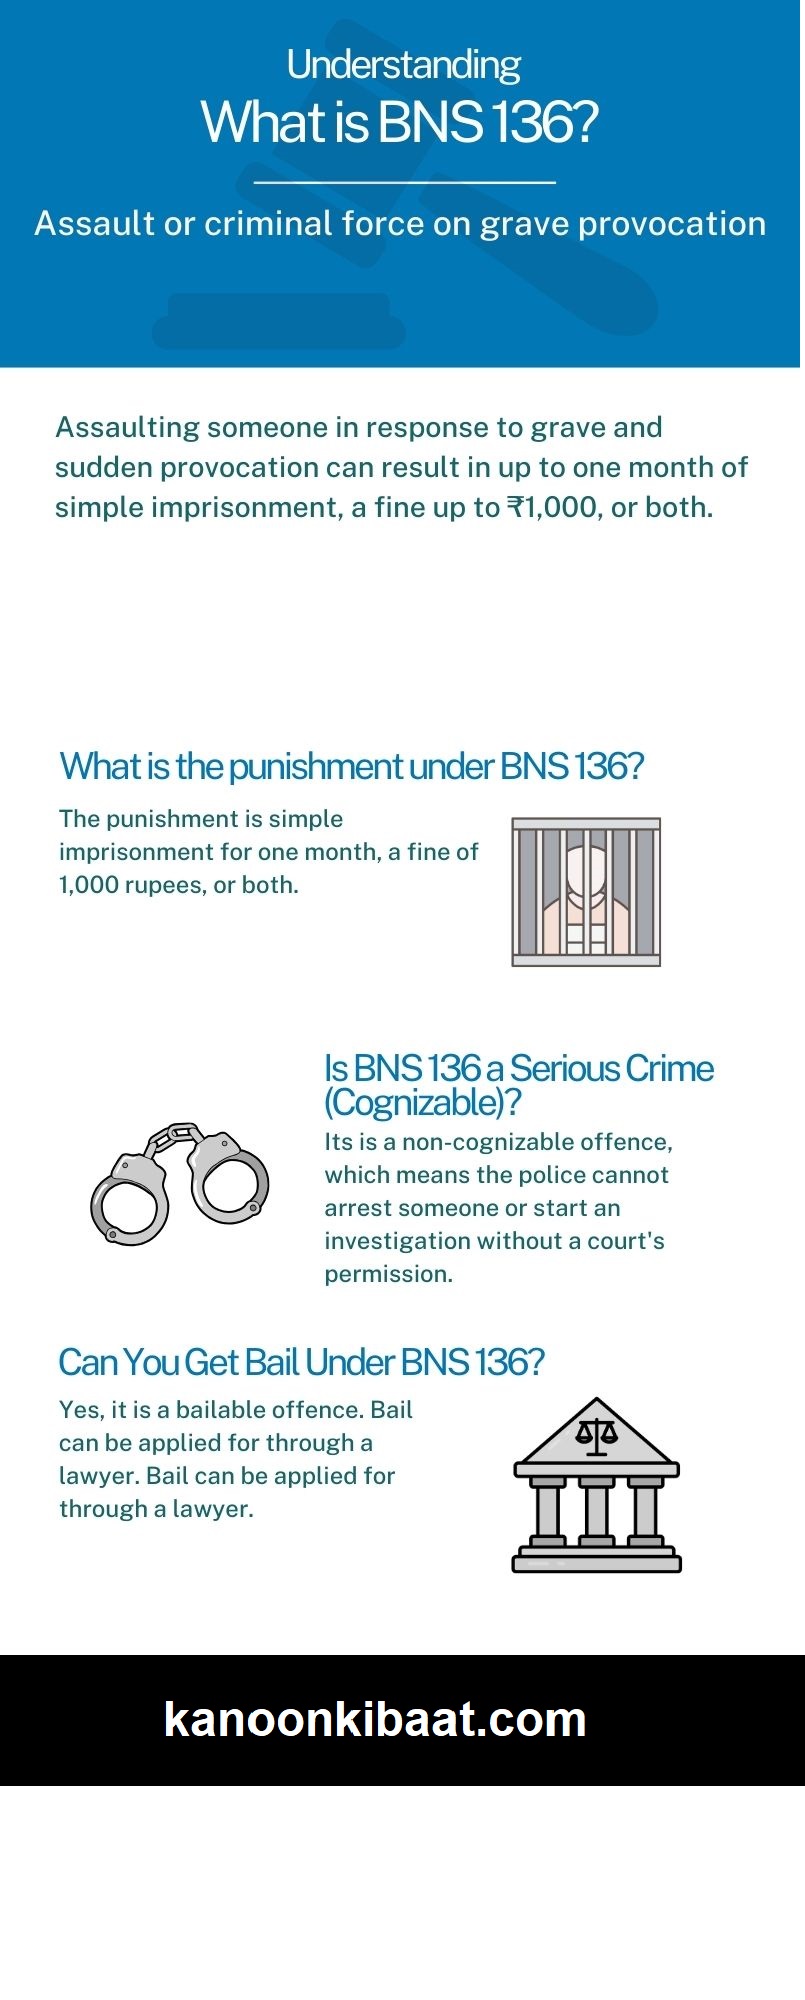 Understanding
What is BNS 136?
Assault or criminal force on grave provocation
Assaulting someone in response to grave and
sudden provocation can result in up to one month of
simple imprisonment, a fine up to ₹1,000, or both.
What is the punishment under BNS 136?
The punishment is simple
imprisonment for one month, a fine of
1,000 rupees, or both.
Is BNS 136 a Serious Crime
(Cognizable)?
Its is a non-cognizable offence,
which means the police cannot
arrest someone or start an
investigation without a court's
permission.
Can You Get Bail Under BNS 136?
Yes, it is a bailable offence. Bail
can be applied for through a
lawyer. Bail can be applied for
through a lawyer.
kanoonkibaat.com